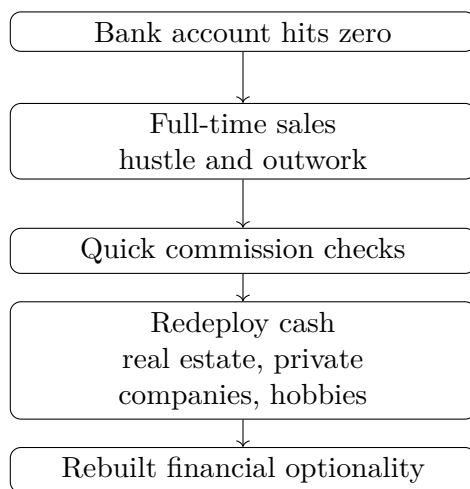 Bank account hits zero
Full-time sales
hustle and outwork
Quick commission checks
Redeploy cash
real estate, private
companies, hobbies
Rebuilt financial optionality